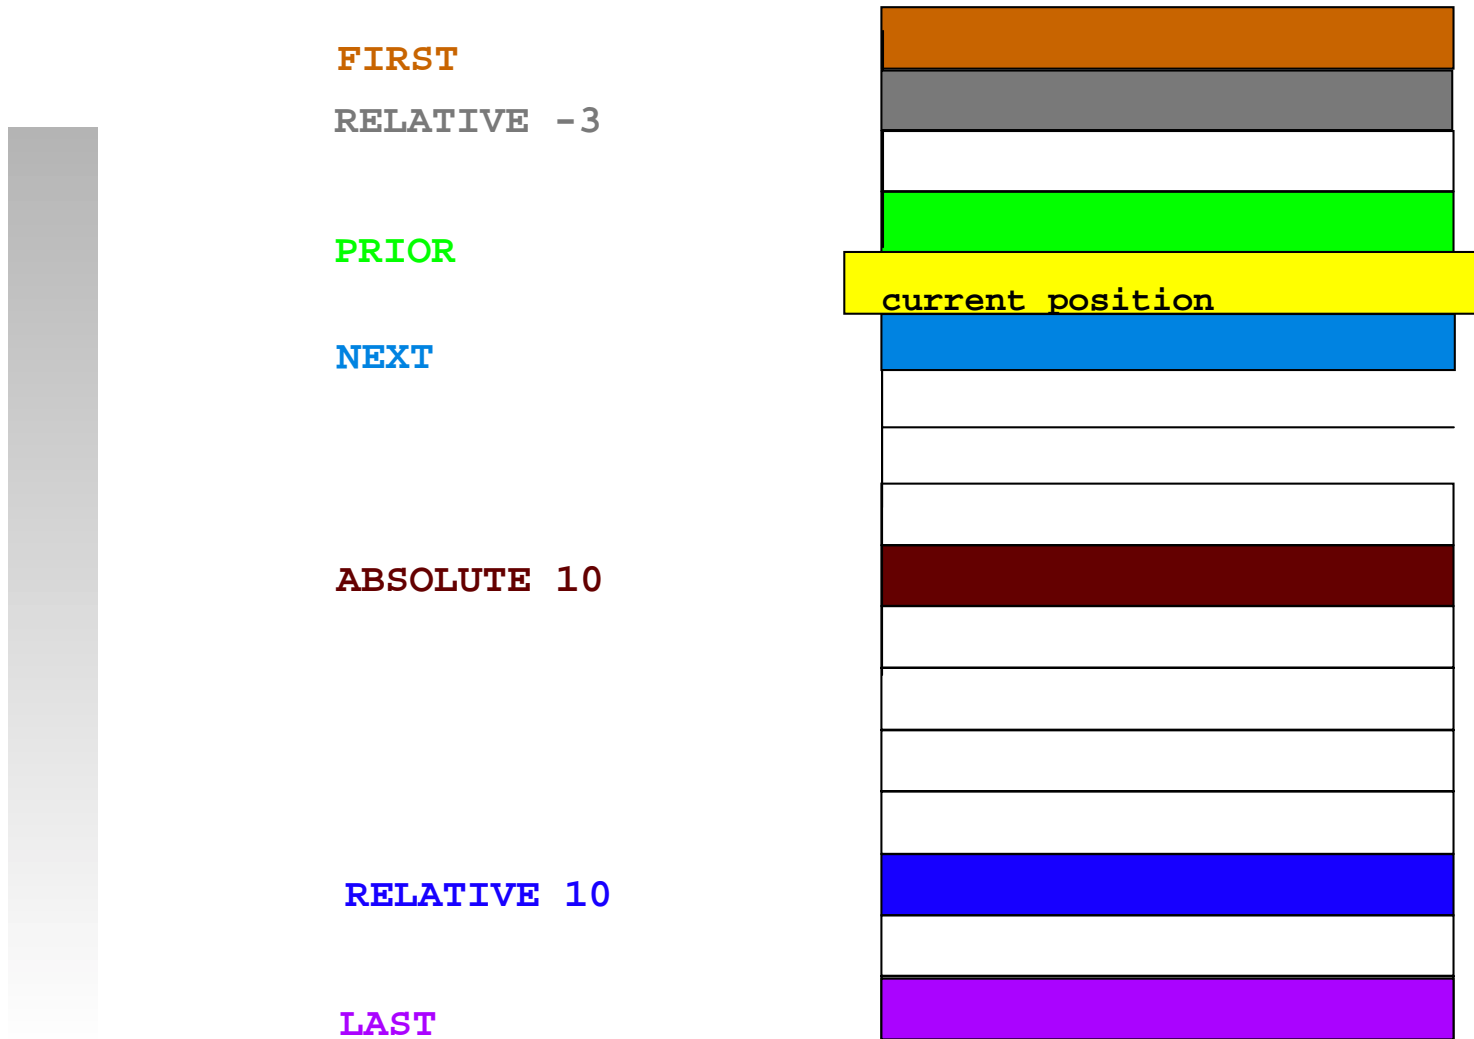 FIRST
RELATIVE -3
PRIOR
current position
NEXT
ABSOLUTE 10
RELATIVE 10
LAST